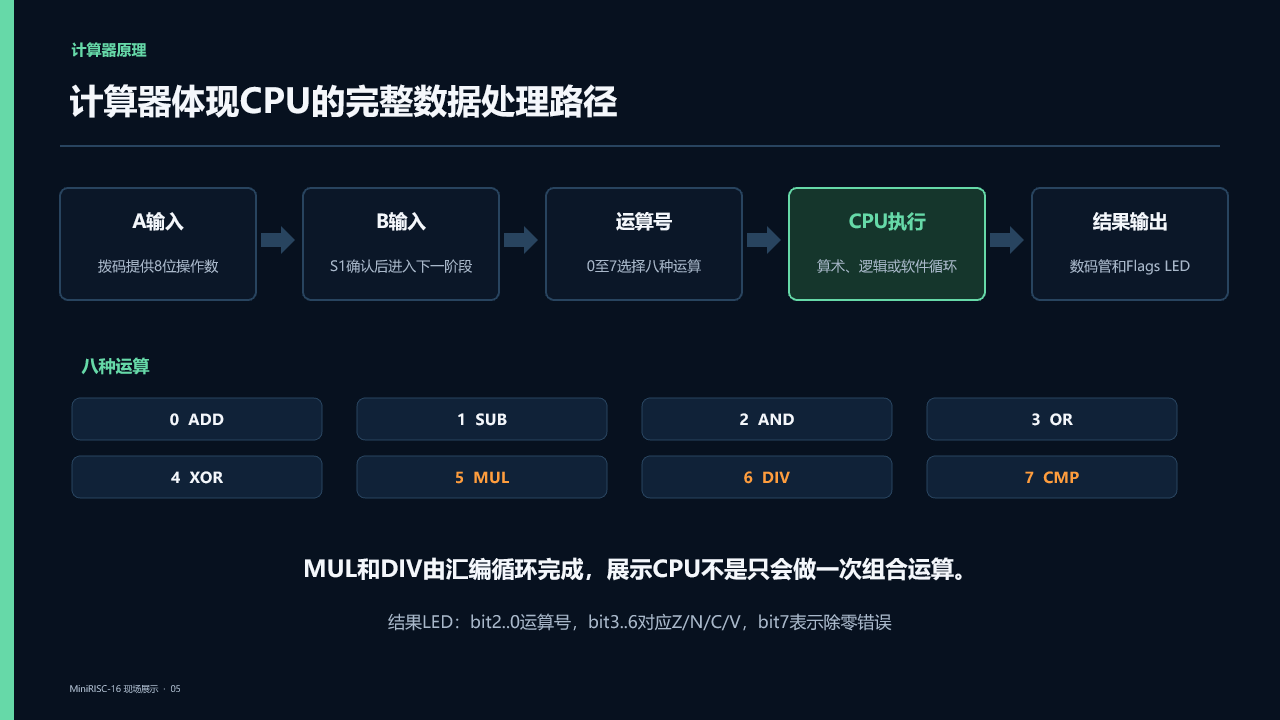 计算器原理
计算器体现CPU的完整数据处理路径
A输入
拨码提供8位操作数
B输入
S1确认后进入下一阶段
运算号
0至7选择八种运算
CPU执行
算术、逻辑或软件循环
结果输出
数码管和Flags LED
八种运算
0 ADD
1 SUB
2 AND
3 OR
4 XOR
5 MUL
6 DIV
7 CMP
MUL和DIV由汇编循环完成，展示CPU不是只会做一次组合运算。
结果LED：bit2..0运算号，bit3..6对应Z/N/C/V，bit7表示除零错误
MiniRISC-16 现场展示 · 05